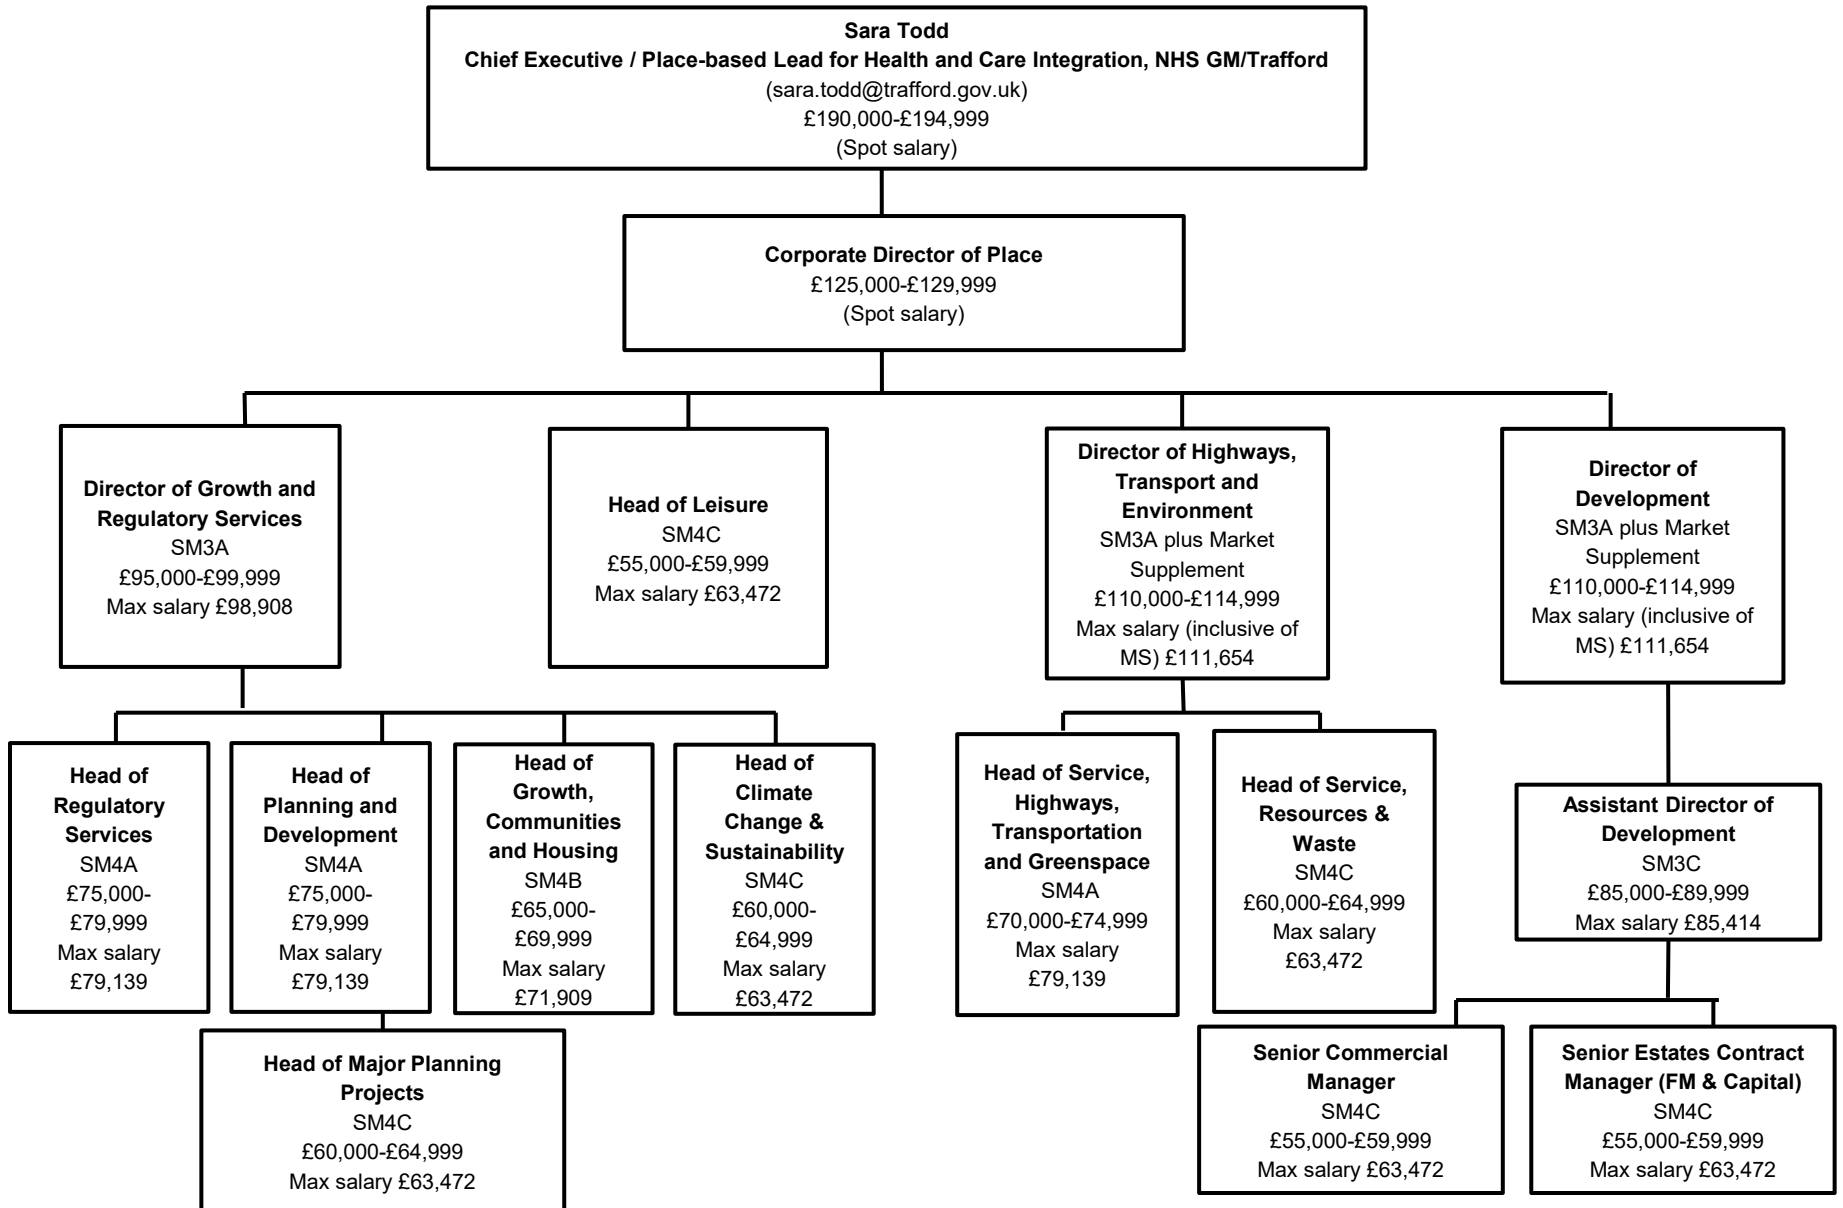 Sara Todd
Chief Executive / Place-based Lead for Health and Care Integration, NHS GM/Trafford
(sara.todd@trafford.gov.uk)
£190,000-£194,999
(Spot salary)
Corporate Director of Place
£125,000-£129,999
(Spot salary)
Director of Growth and
Regulatory Services
SM3A
£95,000-£99,999
Max salary £98,908
Head of Leisure
SM4C
£55,000-£59,999
Max salary £63,472
Director of Highways,
Transport and
Environment
SM3A plus Market
Supplement
£110,000-£114,999
Max salary (inclusive of
MS) £111,654
Director of
Development
SM3A plus Market
Supplement
£110,000-£114,999
Max salary (inclusive of
MS) £111,654
Head of
Regulatory
Services
SM4A
£75,000-
£79,999
Max salary
£79,139
Head of
Planning and
Development
SM4A
£75,000-
£79,999
Max salary
£79,139
Head of
Growth,
Communities
and Housing
SM4B
£65,000-
£69,999
Max salary
£71,909
Head of
Climate
Change &
Sustainability
SM4C
£60,000-
£64,999
Max salary
£63,472
Head of Service,
Highways,
Transportation
and Greenspace
SM4A
£70,000-£74,999
Max salary
£79,139
Head of Service,
Resources &
Waste
SM4C
£60,000-£64,999
Max salary
£63,472
Assistant Director of
Development
SM3C
£85,000-£89,999
Max salary £85,414
Head of Major Planning
Projects
SM4C
£60,000-£64,999
Max salary £63,472
Senior Commercial
Manager
SM4C
£55,000-£59,999
Max salary £63,472
Senior Estates Contract
Manager (FM & Capital)
SM4C
£55,000-£59,999
Max salary £63,472